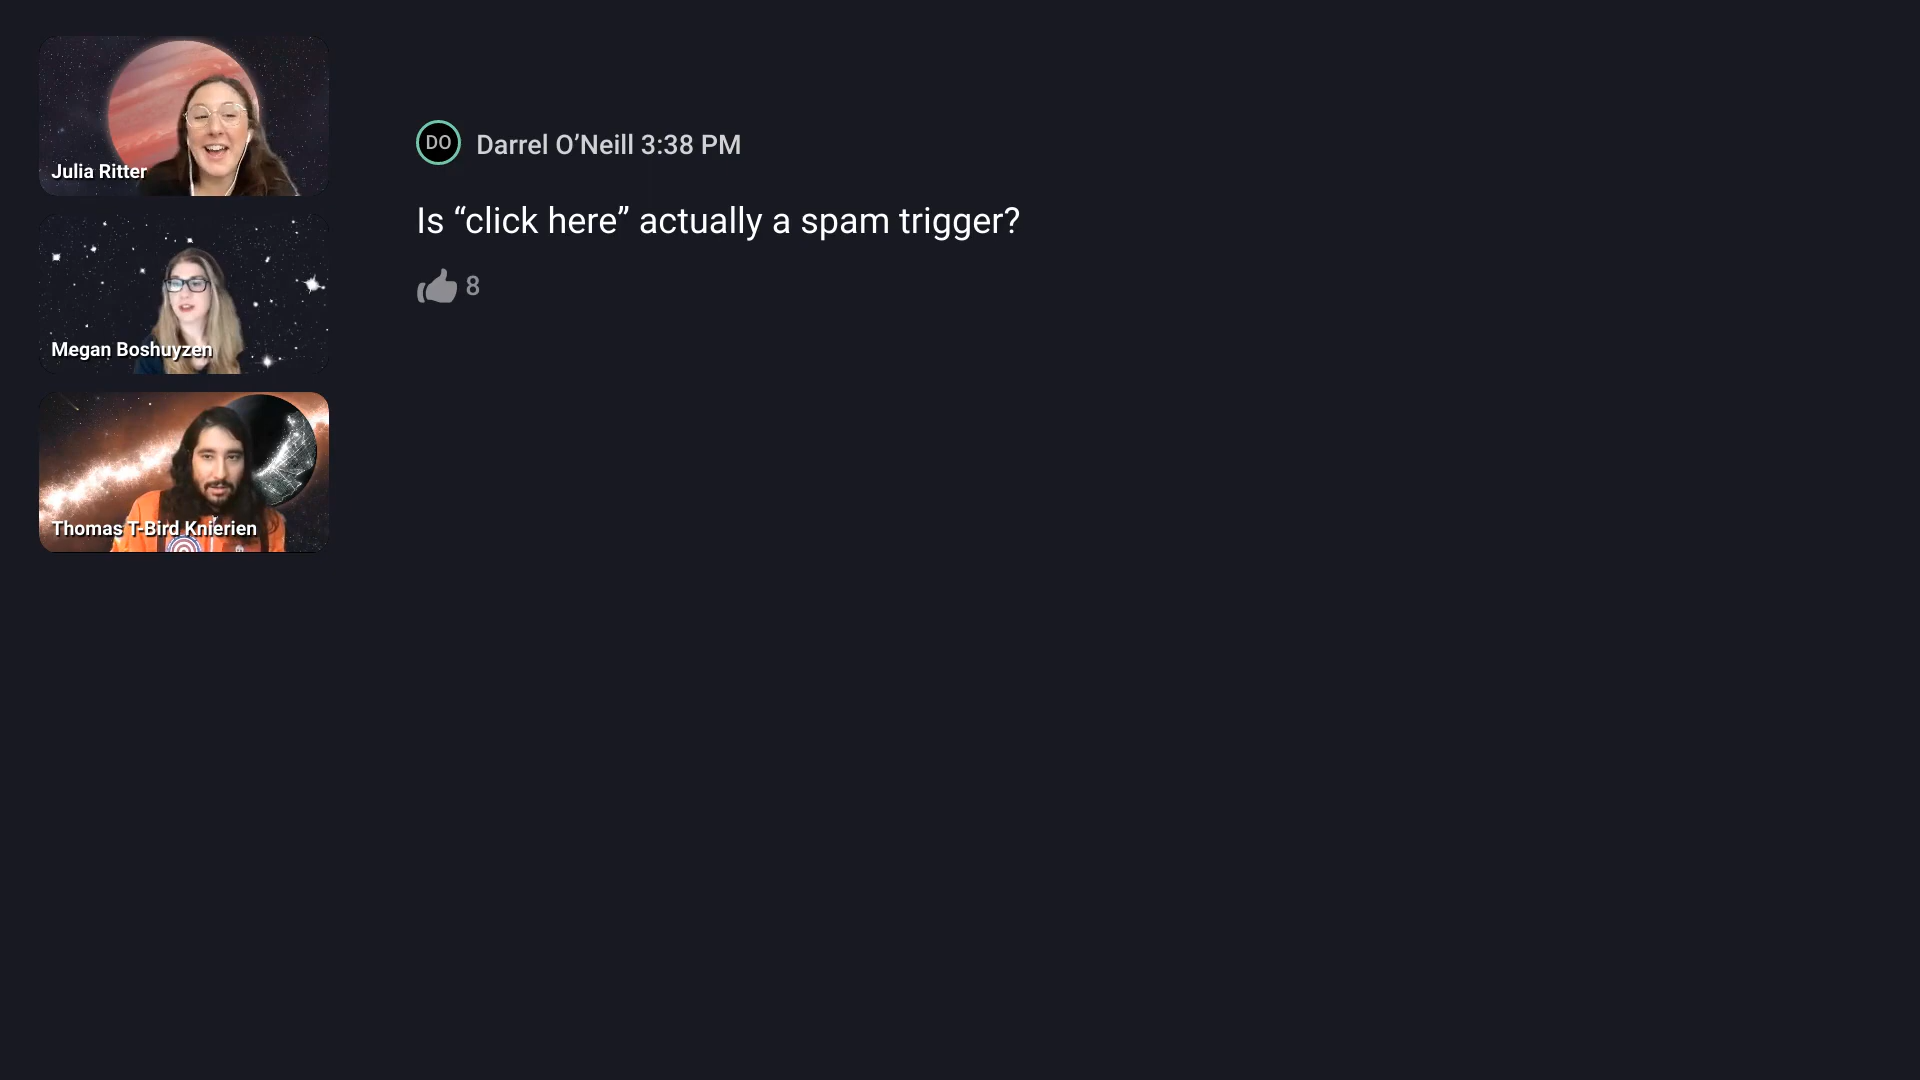 Julia Ritter
Megan Boshuyzen
Thomas T-Bird Knierien
DO
Darrel O’Neill 3:38 PM
Is “click here” actually a spam trigger?
8